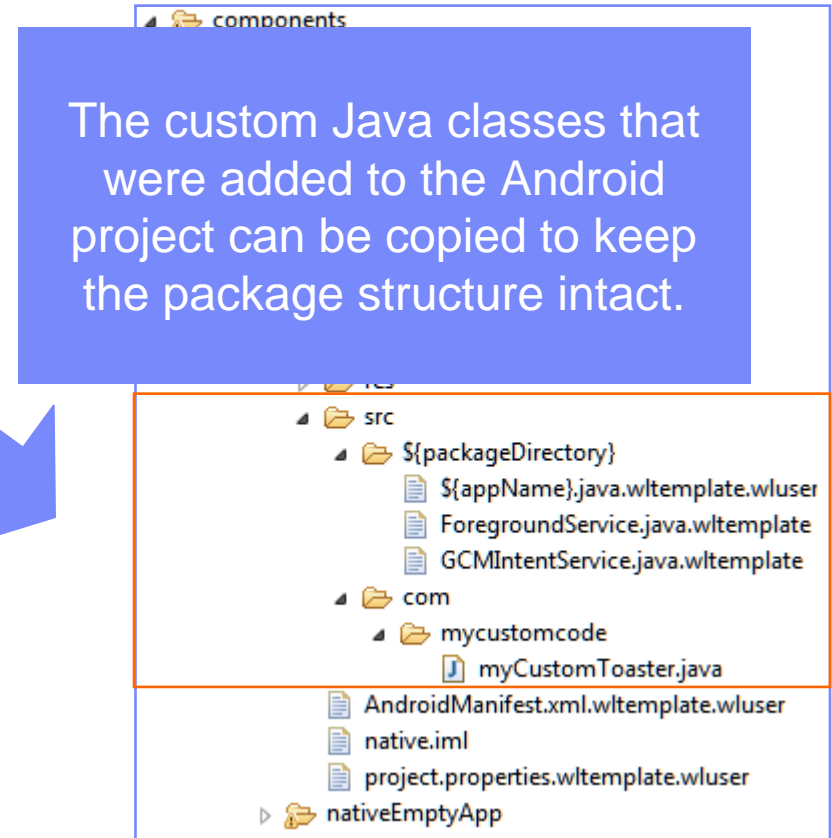 components
The custom Java classes that
were added to the Android
project can be copied to keep
the package structure intact.
src
${packageDirectory}
${appName}.java.wltemplate.wluser
ForegroundService.java.wltemplate
GCMIntentService.java.wltemplate
com
mycustomcode
myCustomToaster.java
AndroidManifest.xml.wltemplate.wluser
native.iml
project.properties.wltemplate.wluser
nativeEmptyApp